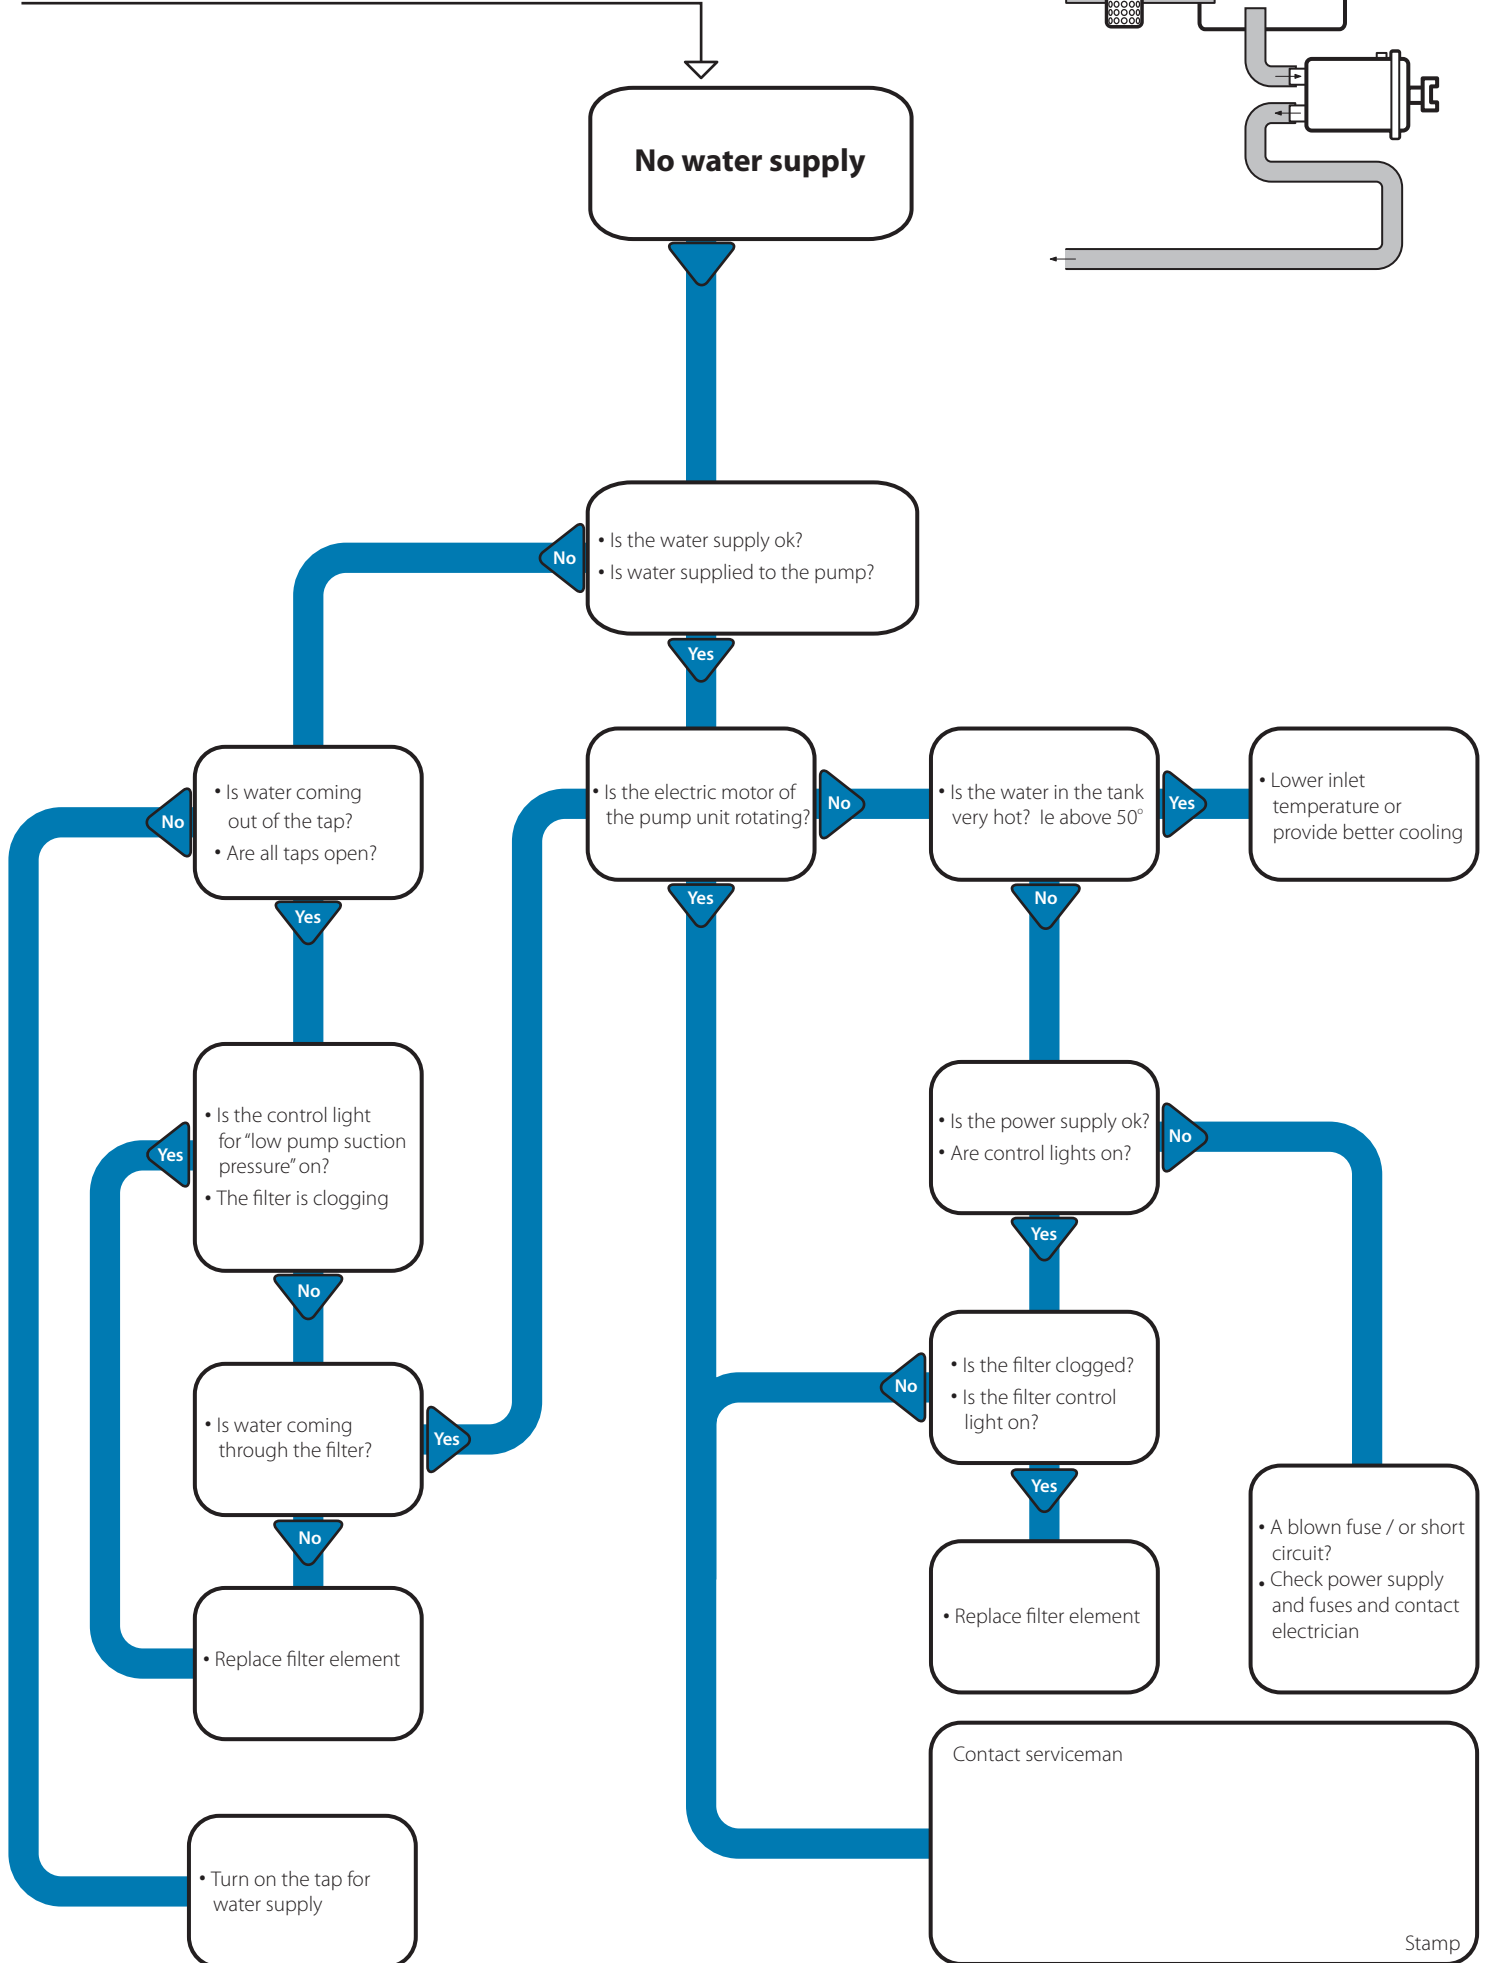 No water supply
• Is the water supply ok?
• Is water supplied to the pump?
No
Yes
• Is water coming
out of the tap?
• Are all taps open?
No
Yes
• Is the electric motor of
the pump unit rotating?
No
Yes
• Is the water in the tank
very hot? Ie above 50°
Yes
No
• Lower inlet
temperature or
provide better cooling
• Is the control light
for “low pump suction
pressure” on?
• The filter is clogging
Yes
No
• Is the power supply ok?
• Are control lights on?
No
Yes
• Is water coming
through the filter?
Yes
No
• Is the filter clogged?
• Is the filter control
light on?
No
Yes
• A blown fuse / or short
circuit?
• Check power supply
and fuses and contact
electrician
• Replace filter element
• Replace filter element
• Turn on the tap for
water supply
Contact serviceman
Stamp